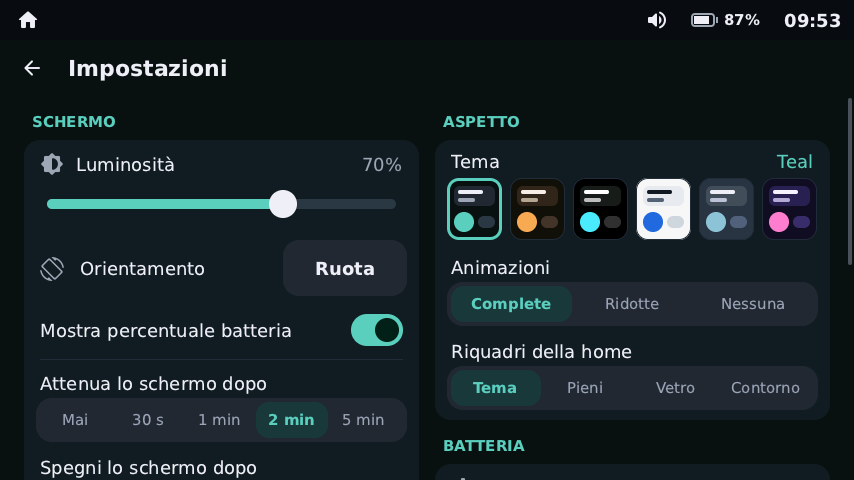 87% 09:53
Impostazioni
SCHERMO
Luminosità 70%
Orientamento Ruota
Mostra percentuale batteria
Attenua lo schermo dopo
Mai 30 s 1 min 2 min 5 min
Spegni lo schermo dopo
ASPETTO
Tema Teal
Animazioni
Complete Ridotte Nessuna
Riquadri della home
Tema Pieni Vetro Contorno
BATTERIA